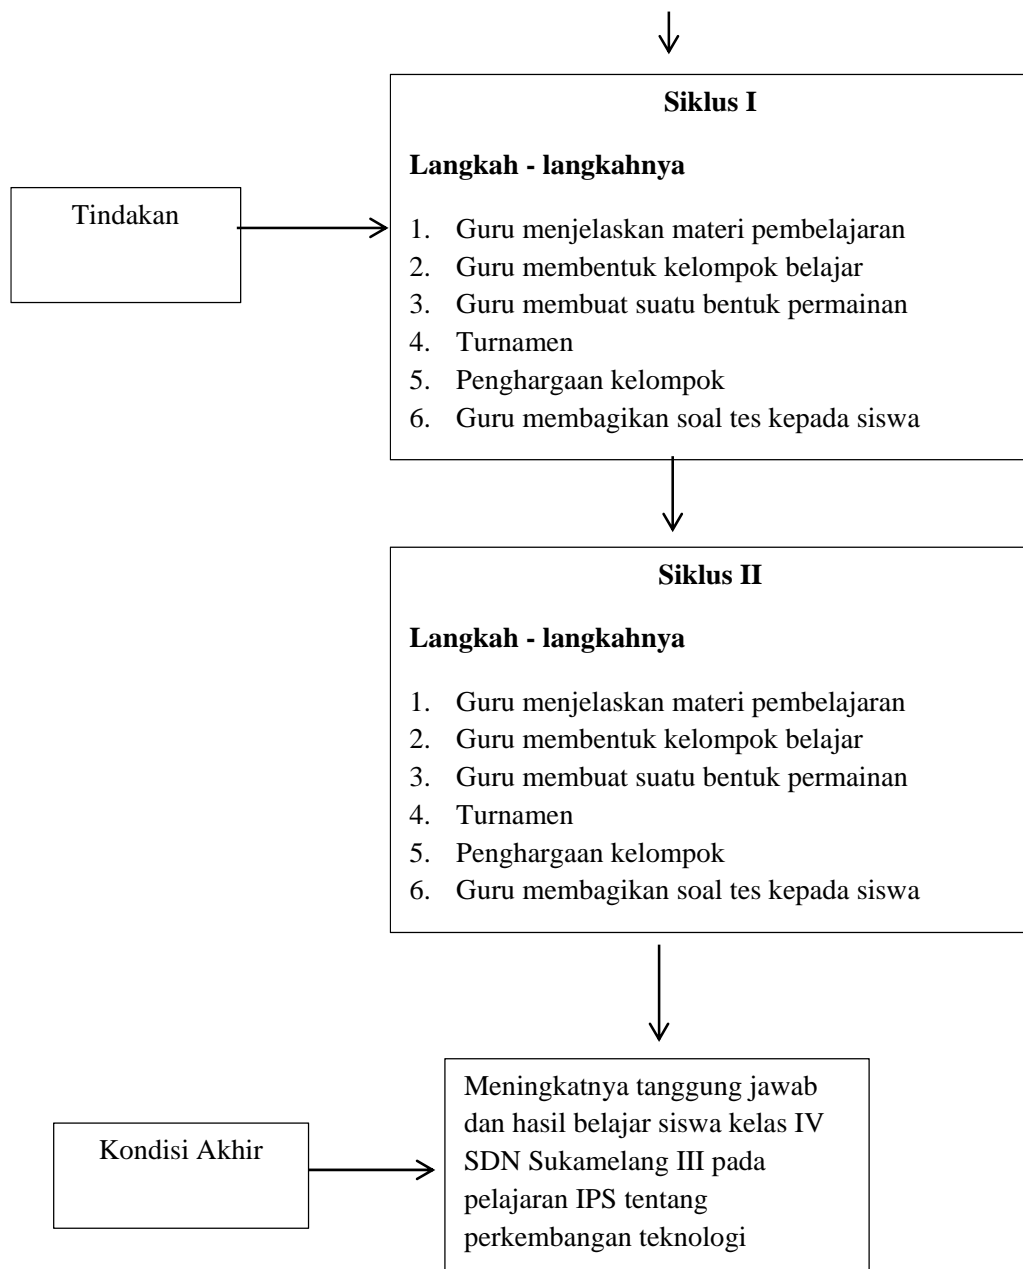 Siklus I
Langkah - langkahnya
Tindakan
1. Guru menjelaskan materi pembelajaran
2. Guru membentuk kelompok belajar
3. Guru membuat suatu bentuk permainan
4. Turnamen
5. Penghargaan kelompok
6. Guru membagikan soal tes kepada siswa
Siklus II
Langkah - langkahnya
1. Guru menjelaskan materi pembelajaran
2. Guru membentuk kelompok belajar
3. Guru membuat suatu bentuk permainan
4. Turnamen
5. Penghargaan kelompok
6. Guru membagikan soal tes kepada siswa
Kondisi Akhir
Meningkatnya tanggung jawab
dan hasil belajar siswa kelas IV
SDN Sukamelang III pada
pelajaran IPS tentang
perkembangan teknologi